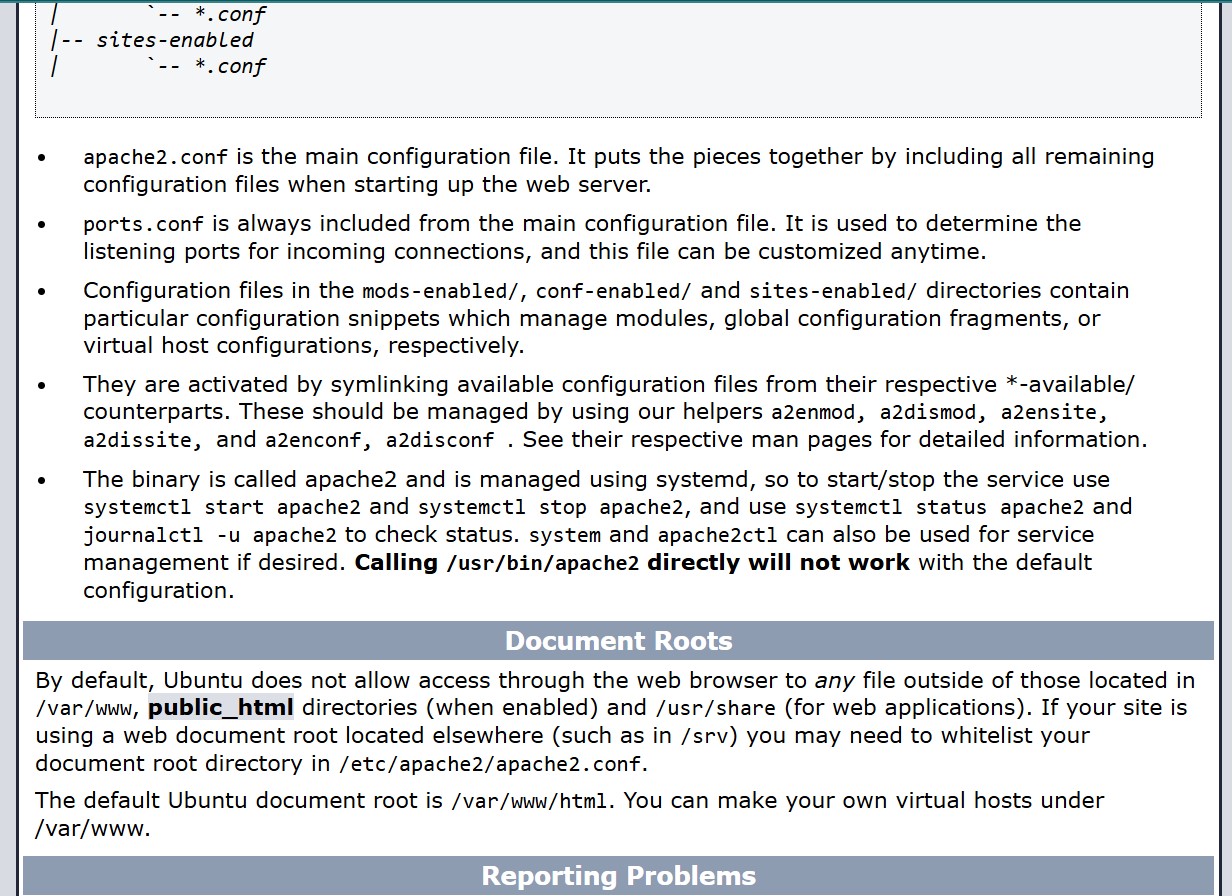 |       `-- *.conf
|-- sites-enabled
|       `-- *.conf
• apache2.conf is the main configuration file. It puts the pieces together by including all remaining
configuration files when starting up the web server.
• ports.conf is always included from the main configuration file. It is used to determine the
listening ports for incoming connections, and this file can be customized anytime.
• Configuration files in the mods-enabled/, conf-enabled/ and sites-enabled/ directories contain
particular configuration snippets which manage modules, global configuration fragments, or
virtual host configurations, respectively.
• They are activated by symlinking available configuration files from their respective *-available/
counterparts. These should be managed by using our helpers a2enmod, a2dismod, a2ensite,
a2dissite, and a2enconf, a2disconf . See their respective man pages for detailed information.
• The binary is called apache2 and is managed using systemd, so to start/stop the service use
systemctl start apache2 and systemctl stop apache2, and use systemctl status apache2 and
journalctl -u apache2 to check status. system and apache2ctl can also be used for service
management if desired. Calling /usr/bin/apache2 directly will not work with the default
configuration.
Document Roots
By default, Ubuntu does not allow access through the web browser to any file outside of those located in
/var/www, public_html directories (when enabled) and /usr/share (for web applications). If your site is
using a web document root located elsewhere (such as in /srv) you may need to whitelist your
document root directory in /etc/apache2/apache2.conf.
The default Ubuntu document root is /var/www/html. You can make your own virtual hosts under
/var/www.
Reporting Problems